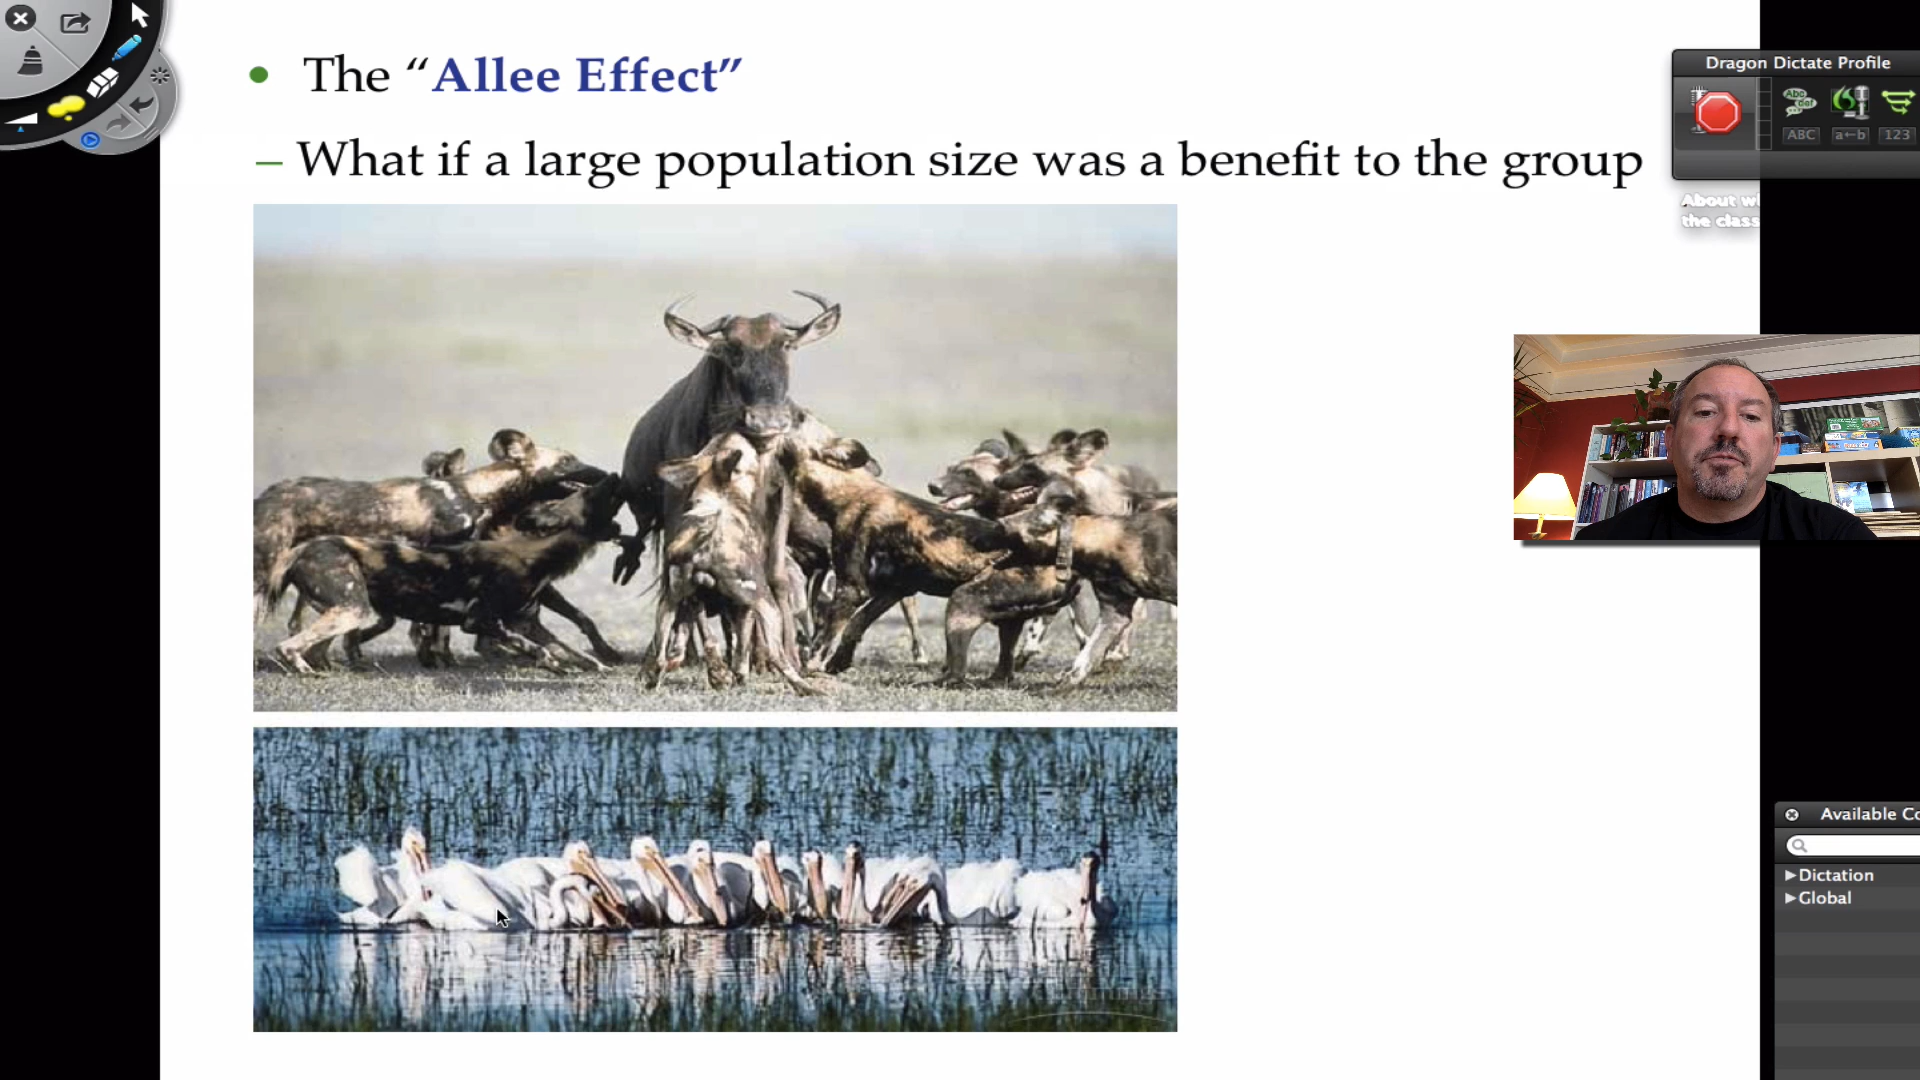 • The “Allee Effect”
– What if a large population size was a benefit to the group
Dragon Dictate Profile
Abc
ABC
a←b
123
About w
the class
Available Co
▶Dictation
▶Global